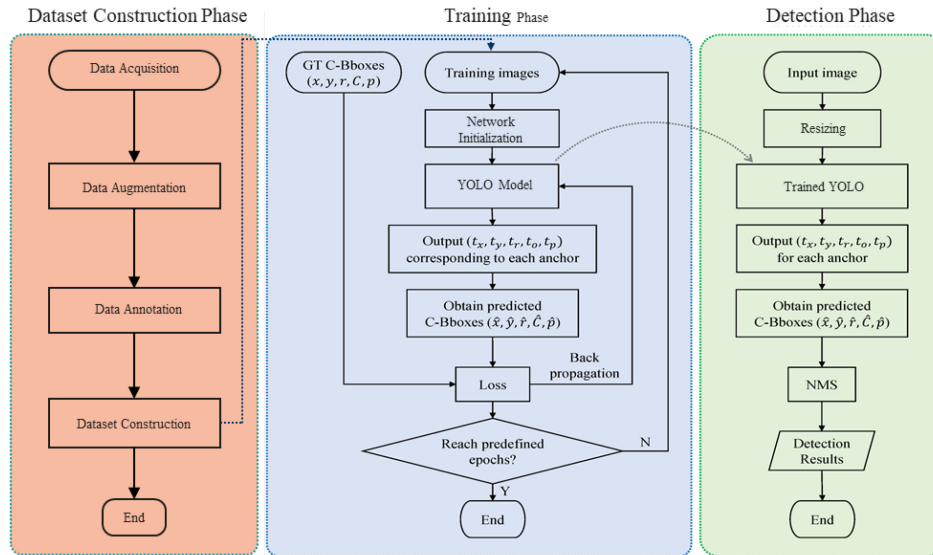 Dataset Construction Phase
Data Acquisition
Data Augmentation
Data Annotation
Dataset Construction
End
Training Phase
GT C-Bboxes
(x, y, r, C, p)
Training images
Network
Initialization
YOLO Model
Output (t_x, t_y, t_r, t_o, t_p)
corresponding to each anchor
Obtain predicted
C-Bboxes (x̂, ŷ, r̂, Ĉ, p̂)
Back
propagation
Loss
Reach predefined
epochs?
N
Y
End
Detection Phase
Input image
Resizing
Trained YOLO
Output (t_x, t_y, t_r, t_o, t_p)
for each anchor
Obtain predicted
C-Bboxes (x̂, ŷ, r̂, Ĉ, p̂)
NMS
Detection
Results
End